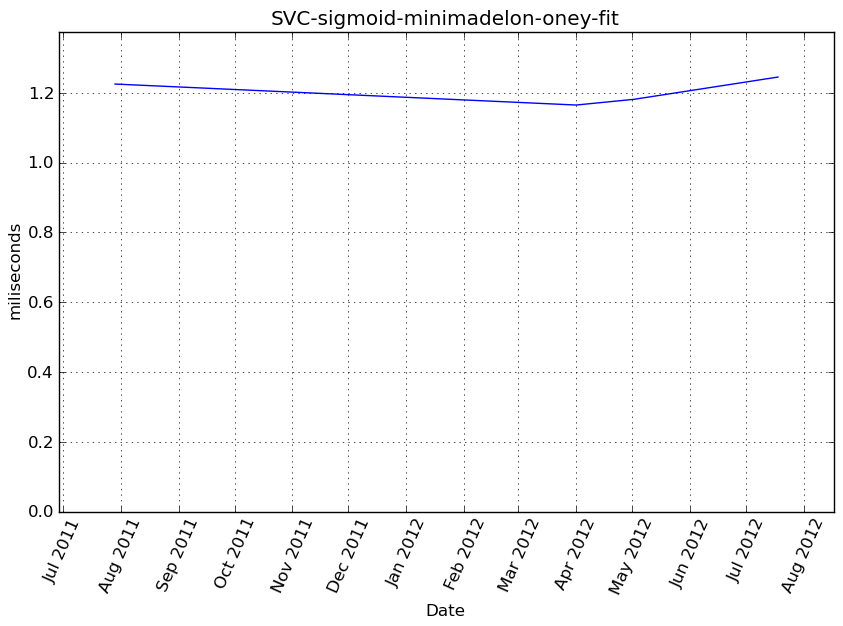 SVC-sigmoid-minimadelon-oney-fit
miliseconds
1.2
1.0
0.8
0.6
0.4
0.2
0.0
Jul 2011
Aug 2011
Sep 2011
Oct 2011
Nov 2011
Dec 2011
Jan 2012
Feb 2012
Mar 2012
Apr 2012
May 2012
Jun 2012
Jul 2012
Aug 2012
Date